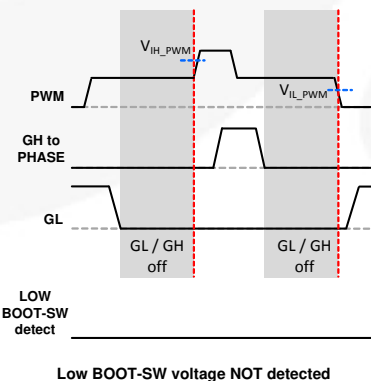 V_IH_PWM
PWM
V_IL_PWM
GH to
PHASE
GL
GL / GH
off
GL / GH
off
LOW
BOOT-SW
detect
Low BOOT-SW voltage NOT detected